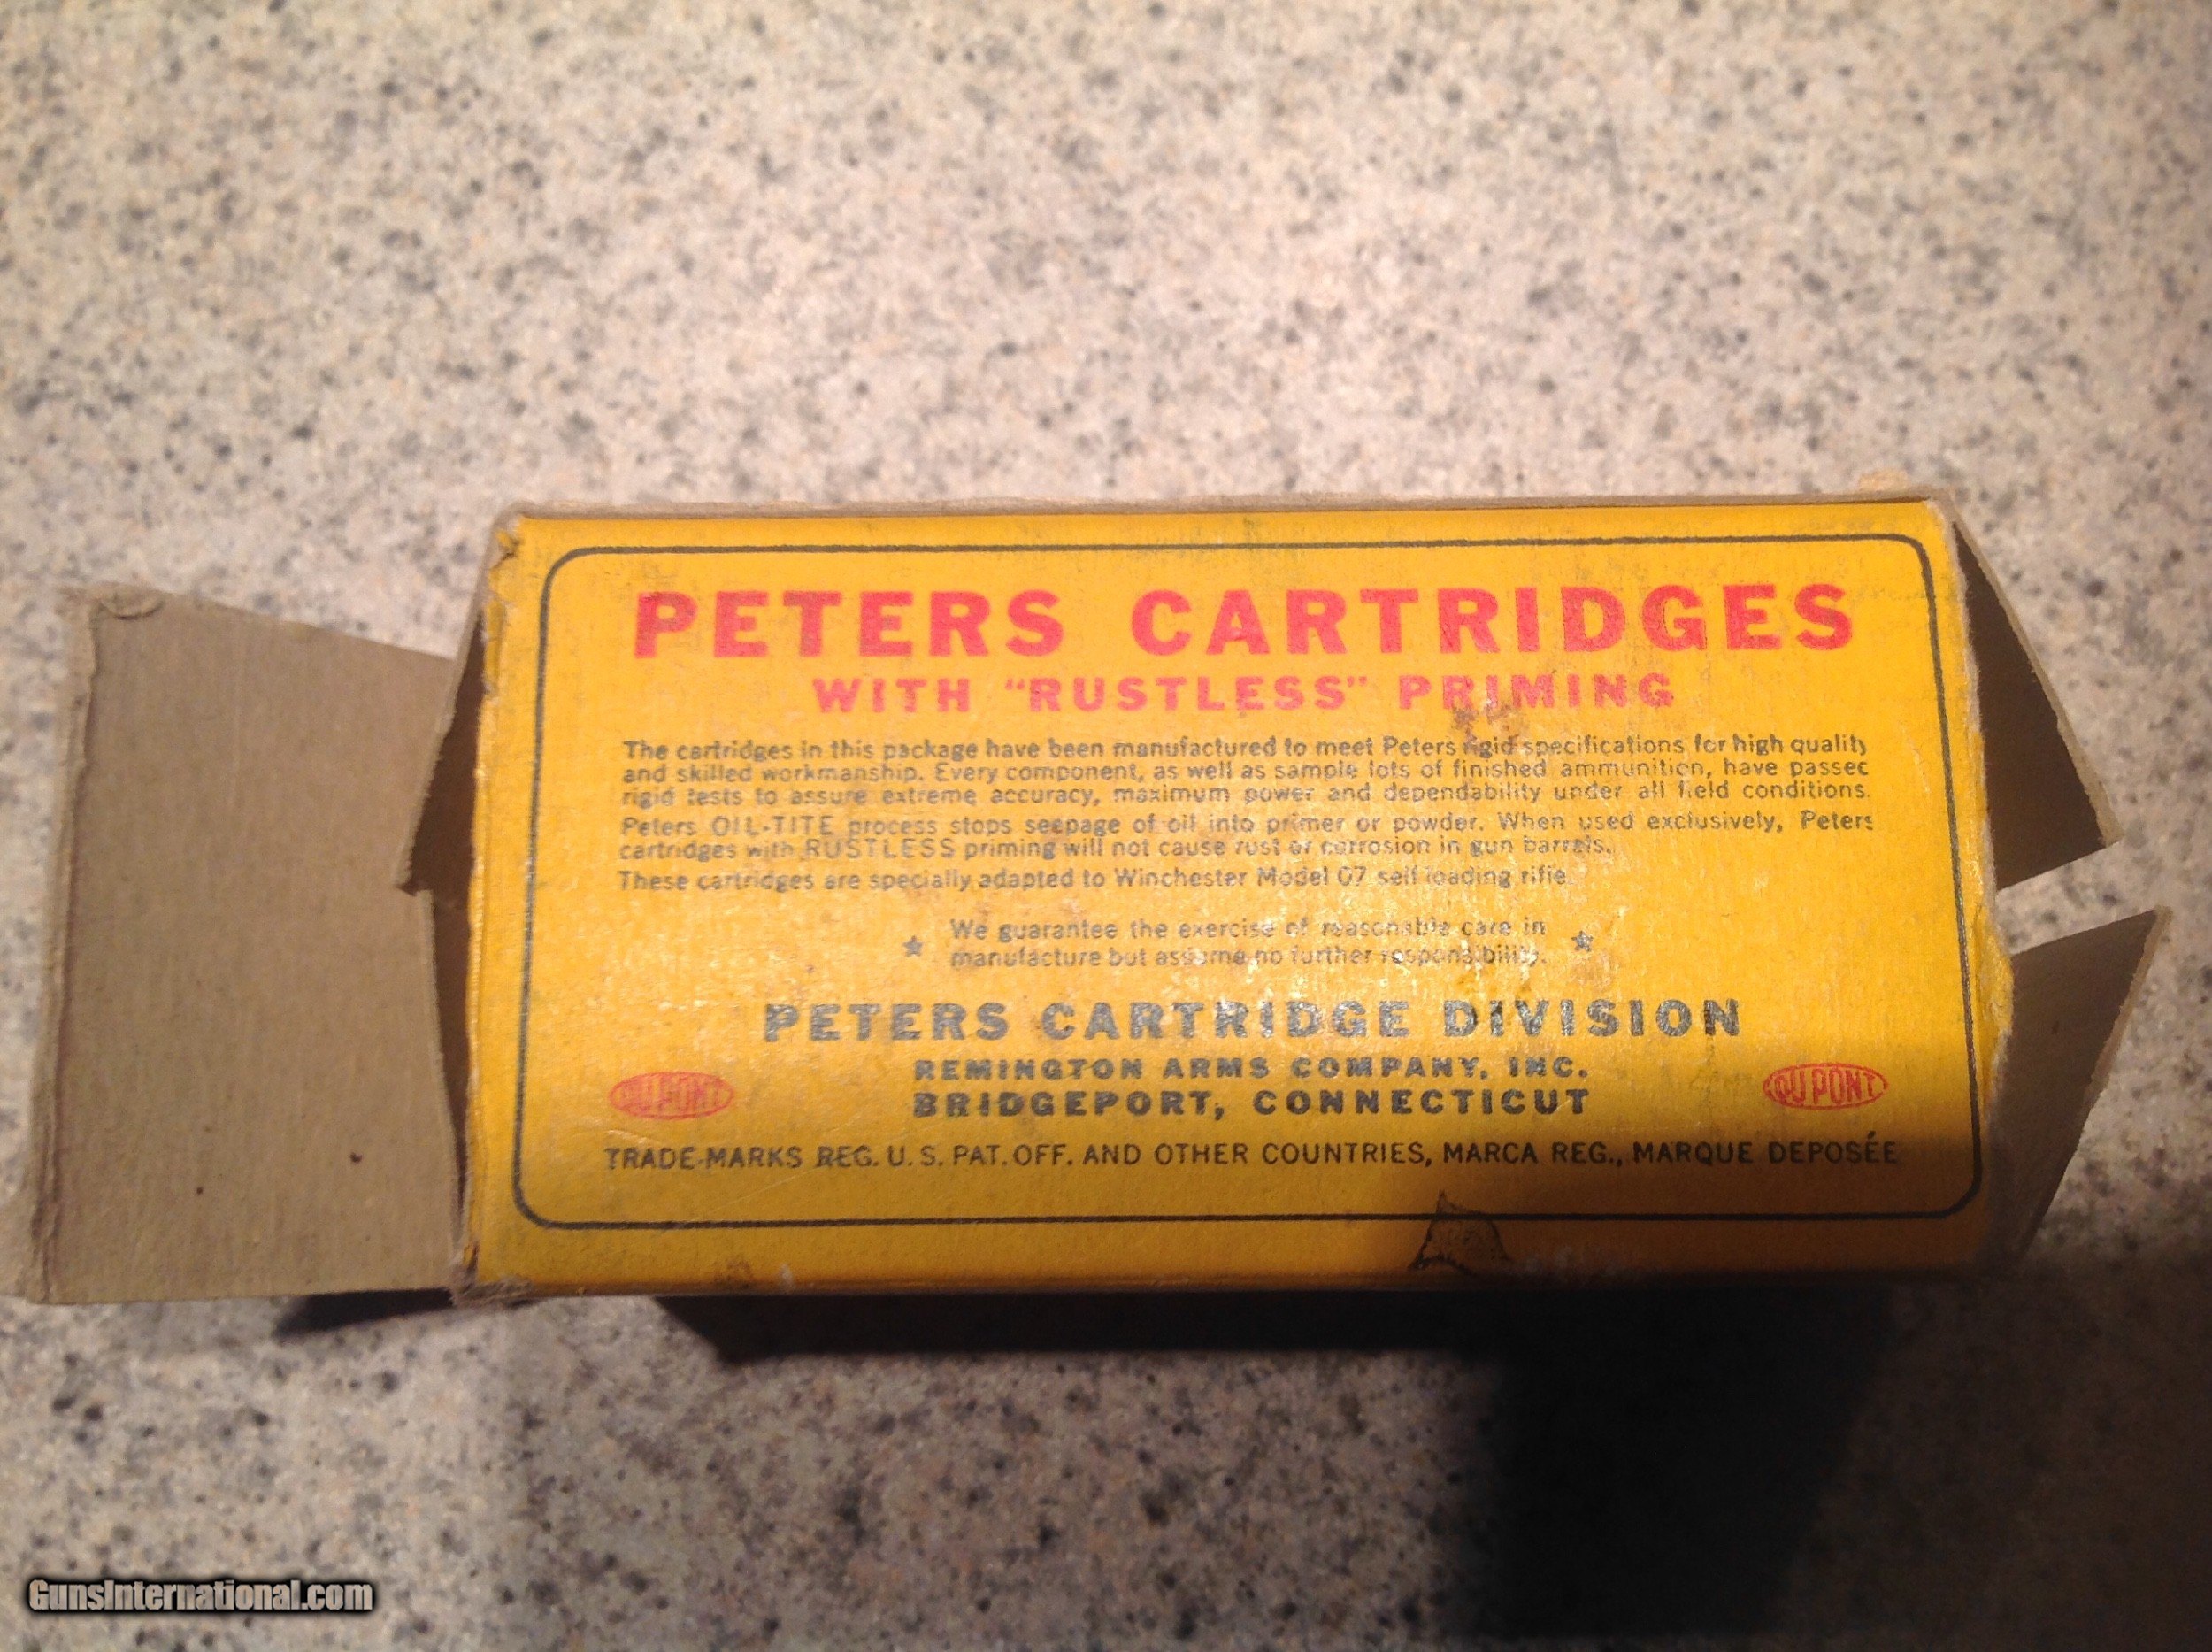 PETERS CARTRIDGES
WITH "RUSTLESS" PRIMING
The cartridges in this package have been manufactured to meet Peters rigid specifications for high quality
and skilled workmanship. Every component, as well as sample lots of finished ammunition, have passed
rigid tests to assure extreme accuracy, maximum power and dependability under all field conditions.
Peters OIL-TITE process stops seepage of oil into primer or powder. When used exclusively, Peters
cartridges with RUSTLESS priming will not cause rust or corrosion in gun barrels.
These cartridges are specially adapted to Winchester Model 07 self loading rifle
We guarantee the exercise of reasonable care in
manufacture but assume no further responsibility.
PETERS CARTRIDGE DIVISION
REMINGTON ARMS COMPANY, INC.
DU PONT BRIDGEPORT, CONNECTICUT DU PONT
TRADE-MARKS REG. U. S. PAT. OFF. AND OTHER COUNTRIES, MARCA REG., MARQUE DEPOSÉE
GunsInternational.com